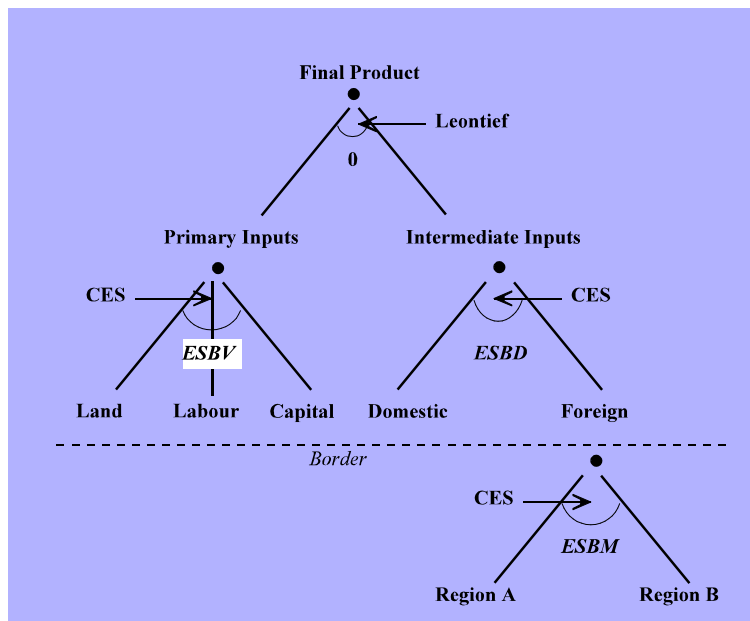 Final Product
Leontief
0
Primary Inputs
Intermediate Inputs
CES
CES
ESBV
ESBD
Land
Labour
Capital
Domestic
Foreign
Border
CES
ESBM
Region A
Region B